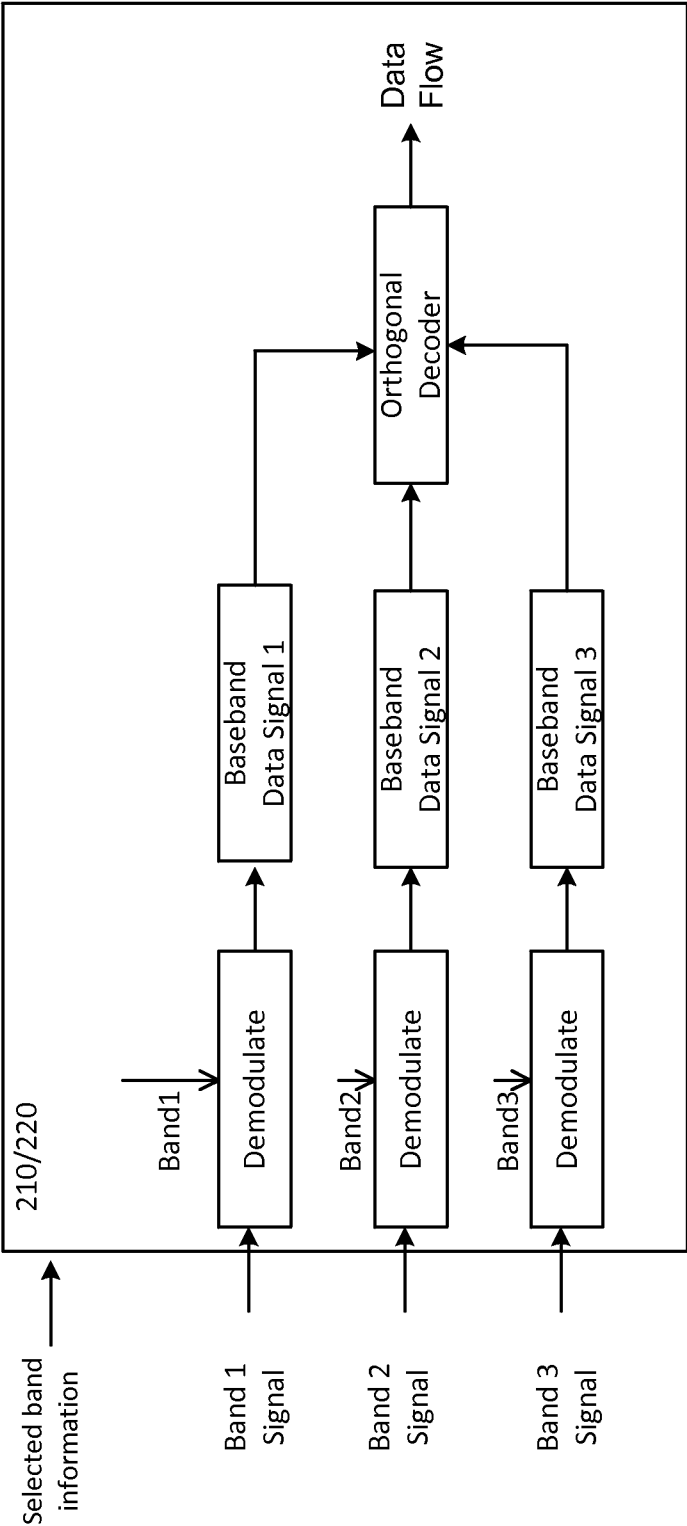 Selected band
information
210/220
Band 1
Signal
Band1
Demodulate
Baseband
Data Signal 1
Band 2
Signal
Band2
Demodulate
Baseband
Data Signal 2
Orthogonal
Decoder
Data
Flow
Band 3
Signal
Band3
Demodulate
Baseband
Data Signal 3